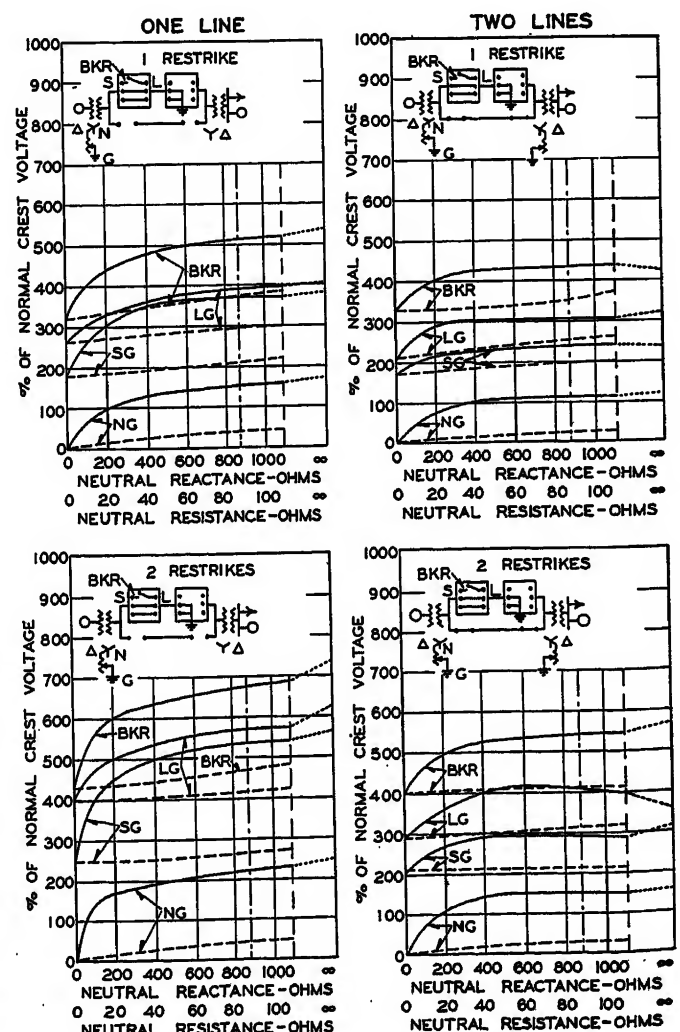 ONE LINE
1 RESTRIKE
BKR
S
L
Δ
N
G
Y Δ
% OF NORMAL CREST VOLTAGE
1000
900
800
700
600
500
400
300
200
100
0
BKR
LG
SG
NG
0 200 400 600 800 1000 ∞
NEUTRAL REACTANCE-OHMS
0 20 40 60 80 100 ∞
NEUTRAL RESISTANCE-OHMS
TWO LINES
1 RESTRIKE
BKR
S
L
Δ
N
G
Y Δ
% OF NORMAL CREST VOLTAGE
1000
900
800
700
600
500
400
300
200
100
0
BKR
LG
SG
NG
0 200 400 600 800 1000 ∞
NEUTRAL REACTANCE-OHMS
0 20 40 60 80 100 ∞
NEUTRAL RESISTANCE-OHMS
2 RESTRIKES
BKR
S
L
Δ
N
G
Y Δ
% OF NORMAL CREST VOLTAGE
1000
900
800
700
600
500
400
300
200
100
0
BKR
LG
BKR
SG
NG
0 200 400 600 800 1000 ∞
NEUTRAL REACTANCE-OHMS
0 20 40 60 80 100 ∞
NEUTRAL RESISTANCE-OHMS
2 RESTRIKES
BKR
S
L
Δ
N
G
Y Δ
% OF NORMAL CREST VOLTAGE
1000
900
800
700
600
500
400
300
200
100
0
BKR
LG
SG
NG
0 200 400 600 800 1000 ∞
NEUTRAL REACTANCE-OHMS
0 20 40 60 80 100 ∞
NEUTRAL RESISTANCE-OHMS